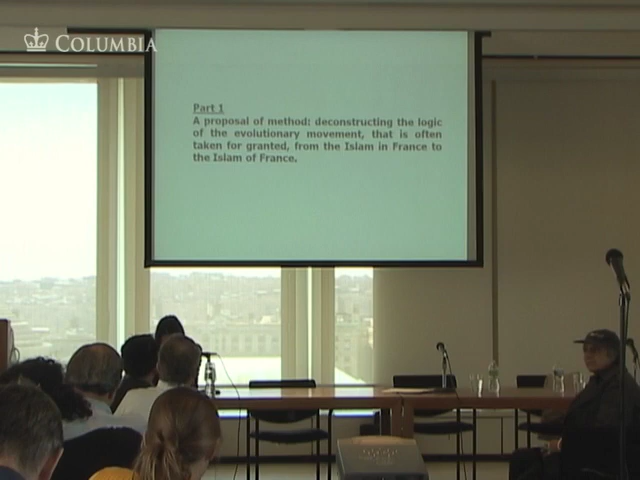 COLUMBIA
Part 1
A proposal of method: deconstructing the logic
of the evolutionary movement, that is often
taken for granted, from the Islam in France to
the Islam of France.